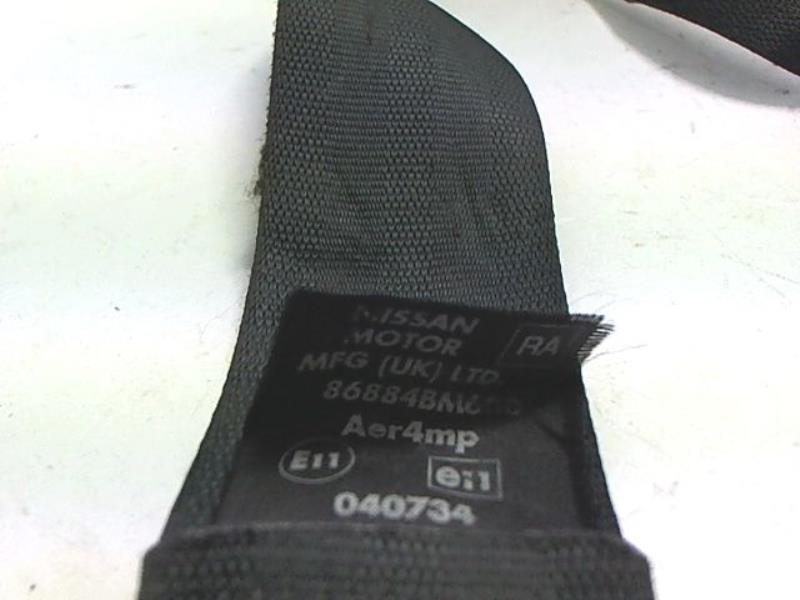 NISSAN
MOTOR RA
MFG (UK) LTD.
Aer4mp
E11 e11
040734